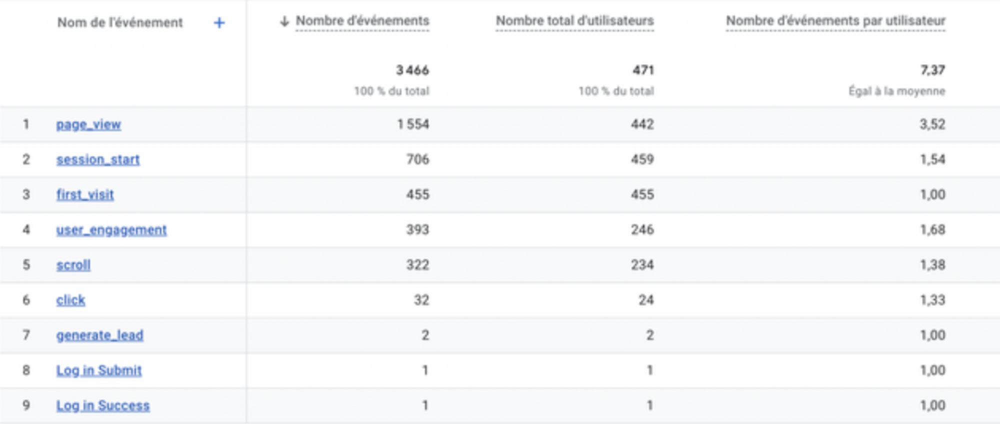 Nom de l'événement + ↓ Nombre d'événements Nombre total d'utilisateurs Nombre d'événements par utilisateur
3 466 471 7,37
100 % du total 100 % du total Égal à la moyenne
1 page_view 1 554 442 3,52
2 session_start 706 459 1,54
3 first_visit 455 455 1,00
4 user_engagement 393 246 1,68
5 scroll 322 234 1,38
6 click 32 24 1,33
7 generate_lead 2 2 1,00
8 Log in Submit 1 1 1,00
9 Log in Success 1 1 1,00